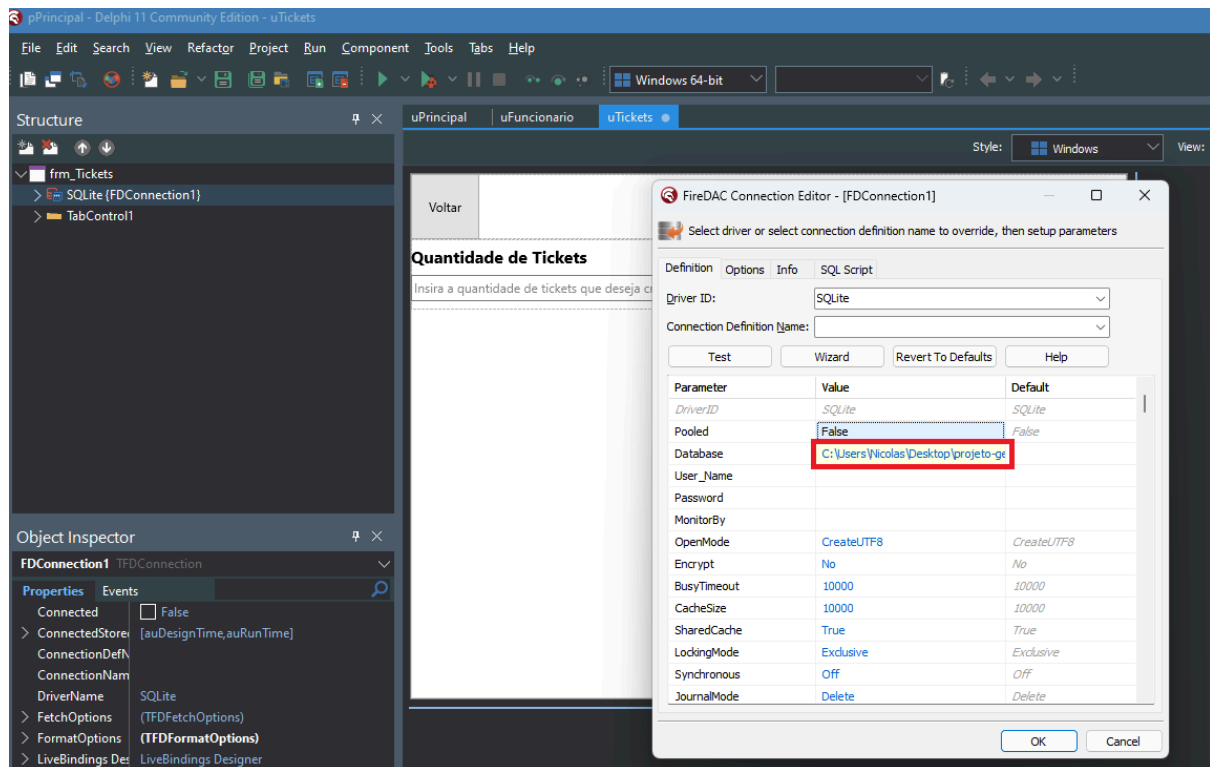 pPrincipal - Delphi 11 Community Edition - uTickets
File Edit Search View Refactor Project Run Component Tools Tabs Help
Windows 64-bit
Structure
uPrincipal uFuncionario uTickets
Style: Windows View:
frm_Tickets
SQLite {FDConnection1}
TabControl1
Voltar
Quantidade de Tickets
Insira a quantidade de tickets que deseja c
FireDAC Connection Editor - [FDConnection1]
Select driver or select connection definition name to override, then setup parameters
Definition Options Info SQL Script
Driver ID: SQLite
Connection Definition Name:
Test Wizard Revert To Defaults Help
Parameter Value Default
DriverID SQLite SQLite
Pooled False False
Database C:\Users\Nicolas\Desktop\projeto-ge
User_Name
Password
MonitorBy
OpenMode CreateUTF8 CreateUTF8
Encrypt No No
BusyTimeout 10000 10000
CacheSize 10000 10000
SharedCache True True
LockingMode Exclusive Exclusive
Synchronous Off Off
JournalMode Delete Delete
OK Cancel
Object Inspector
FDConnection1 TFDConnection
Properties Events
Connected False
ConnectedStore [auDesignTime,auRunTime]
ConnectionDefN
ConnectionNam
DriverName SQLite
FetchOptions (TFDFetchOptions)
FormatOptions (TFDFormatOptions)
LiveBindings Des LiveBindings Designer